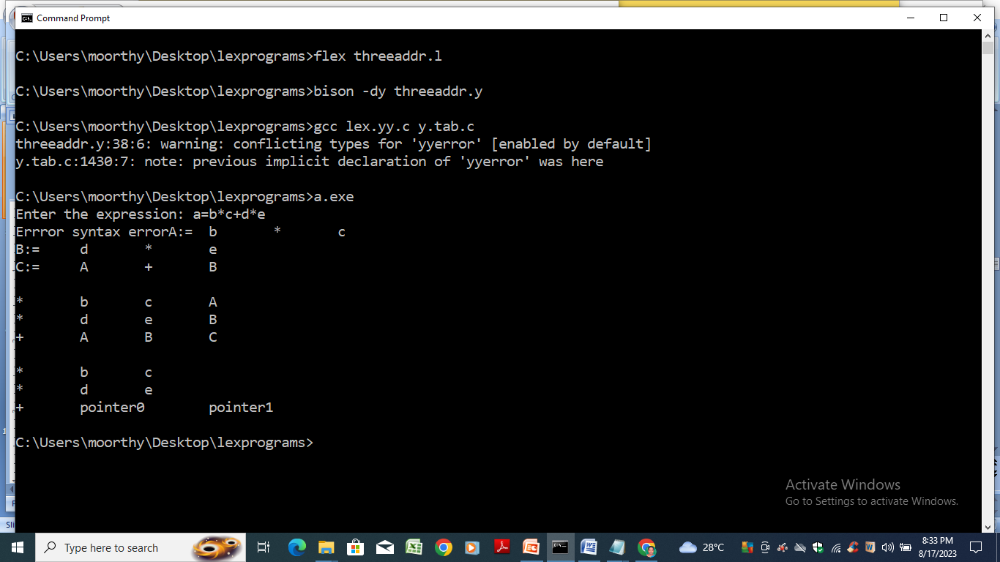 Command Prompt
C:\Users\moorthy\Desktop\lexprograms>flex threeaddr.l
C:\Users\moorthy\Desktop\lexprograms>bison -dy threeaddr.y
C:\Users\moorthy\Desktop\lexprograms>gcc lex.yy.c y.tab.c
threeaddr.y:38:6: warning: conflicting types for 'yyerror' [enabled by default]
y.tab.c:1430:7: note: previous implicit declaration of 'yyerror' was here
C:\Users\moorthy\Desktop\lexprograms>a.exe
Enter the expression: a=b*c+d*e
Errror syntax errorA:=  b       *       c
B:=     d       *       e
C:=     A       +       B
*       b       c       A
*       d       e       B
+       A       B       C
*       b       c
*       d       e
+       pointer0        pointer1
C:\Users\moorthy\Desktop\lexprograms>
Activate Windows
Go to Settings to activate Windows.
Type here to search
28°C
8:33 PM
8/17/2023